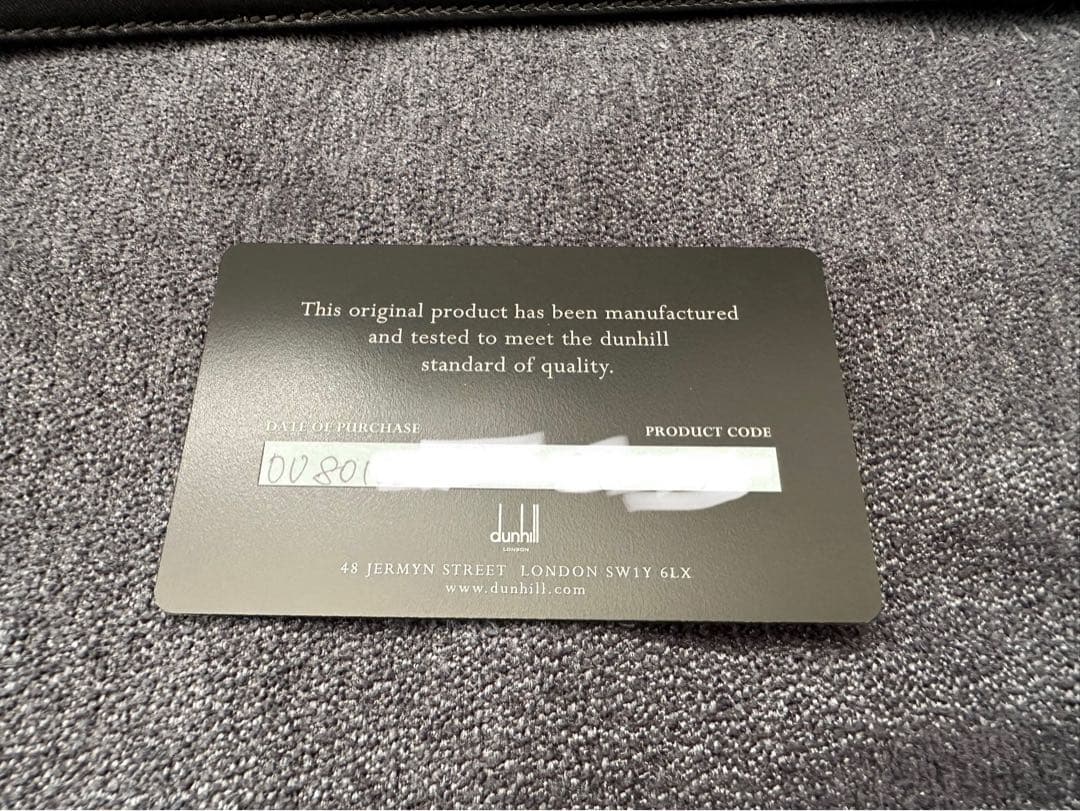 This original product has been manufactured
and tested to meet the dunhill
standard of quality.
DATE OF PURCHASE PRODUCT CODE
dunhill
LONDON
48 JERMYN STREET LONDON SW1Y 6LX
www.dunhill.com